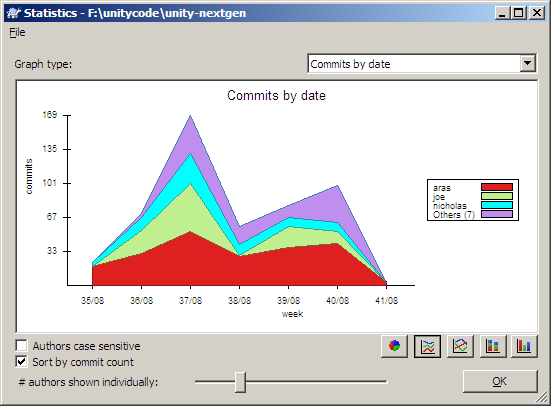 Statistics - F:\unitycode\unity-nextgen
File
Graph type:
Commits by date
Commits by date
169
135
101
67
33
commits
35/08 36/08 37/08 38/08 39/08 40/08 41/08
week
aras
joe
nicholas
Others (7)
Authors case sensitive
Sort by commit count
# authors shown individually:
OK